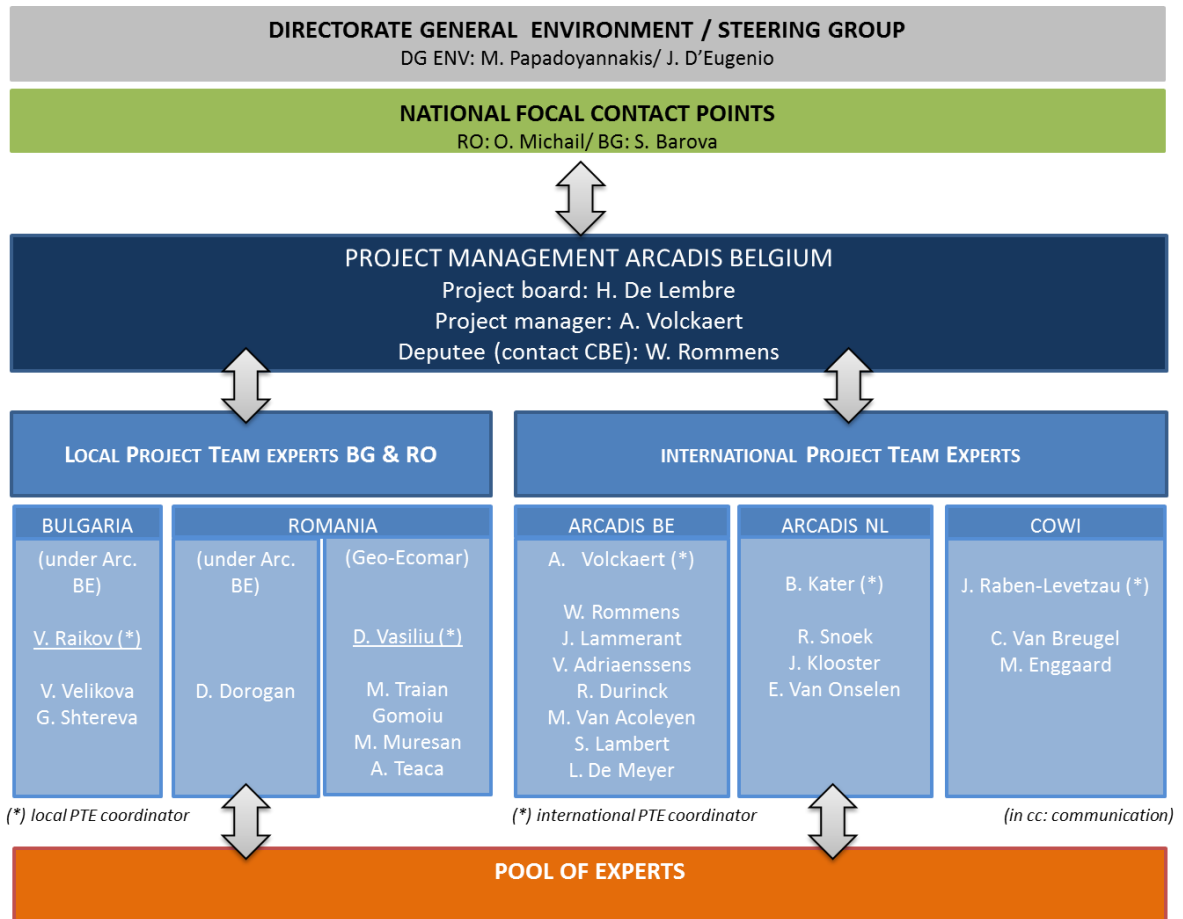 DIRECTORATE GENERAL ENVIRONMENT / STEERING GROUP
DG ENV: M. Papadoyannakis/ J. D'Eugenio
NATIONAL FOCAL CONTACT POINTS
RO: O. Michail/ BG: S. Barova
PROJECT MANAGEMENT ARCADIS BELGIUM
Project board: H. De Lembre
Project manager: A. Volckaert
Deputee (contact CBE): W. Rommens
LOCAL PROJECT TEAM EXPERTS BG & RO
INTERNATIONAL PROJECT TEAM EXPERTS
BULGARIA
(under Arc.
BE)
V. Raikov (*)
V. Velikova
G. Shtereva
ROMANIA
(under Arc.
BE)
D. Dorogan
(Geo-Ecomar)
D. Vasiliu (*)
M. Traian
Gomoiu
M. Muresan
A. Teaca
ARCADIS BE
A. Volckaert (*)
W. Rommens
J. Lammerant
V. Adriaenssens
R. Durinck
M. Van Acoleyen
S. Lambert
L. De Meyer
ARCADIS NL
B. Kater (*)
R. Snoek
J. Klooster
E. Van Onselen
COWI
J. Raben-Levetzau (*)
C. Van Breugel
M. Enggaard
(*) local PTE coordinator
(*) international PTE coordinator
(in cc: communication)
POOL OF EXPERTS